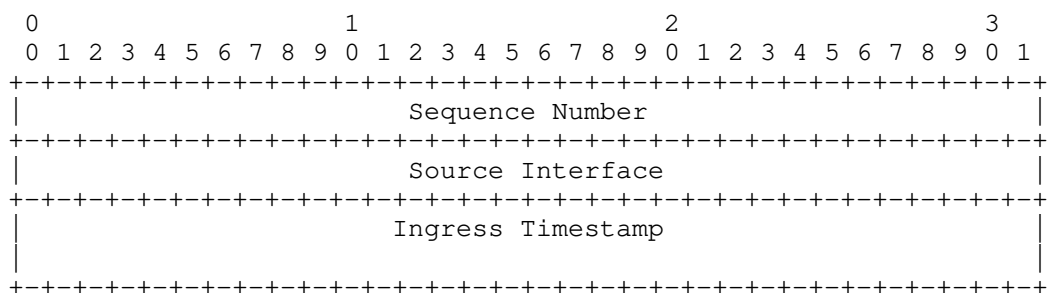 0                   1                   2                   3
0 1 2 3 4 5 6 7 8 9 0 1 2 3 4 5 6 7 8 9 0 1 2 3 4 5 6 7 8 9 0 1
+-+-+-+-+-+-+-+-+-+-+-+-+-+-+-+-+-+-+-+-+-+-+-+-+-+-+-+-+-+-+-+-+
|                        Sequence Number                        |
+-+-+-+-+-+-+-+-+-+-+-+-+-+-+-+-+-+-+-+-+-+-+-+-+-+-+-+-+-+-+-+-+
|                        Source Interface                       |
+-+-+-+-+-+-+-+-+-+-+-+-+-+-+-+-+-+-+-+-+-+-+-+-+-+-+-+-+-+-+-+-+
|                       Ingress Timestamp                       |
|                                                               |
+-+-+-+-+-+-+-+-+-+-+-+-+-+-+-+-+-+-+-+-+-+-+-+-+-+-+-+-+-+-+-+-+